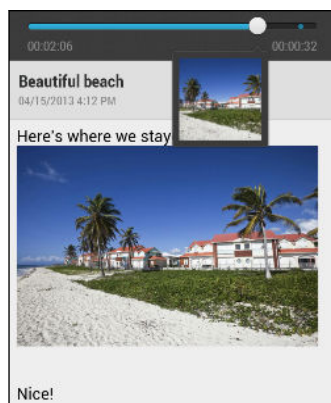 00:02:06 00:00:32
Beautiful beach
04/15/2013 4:12 PM
Here's where we stay
Nice!